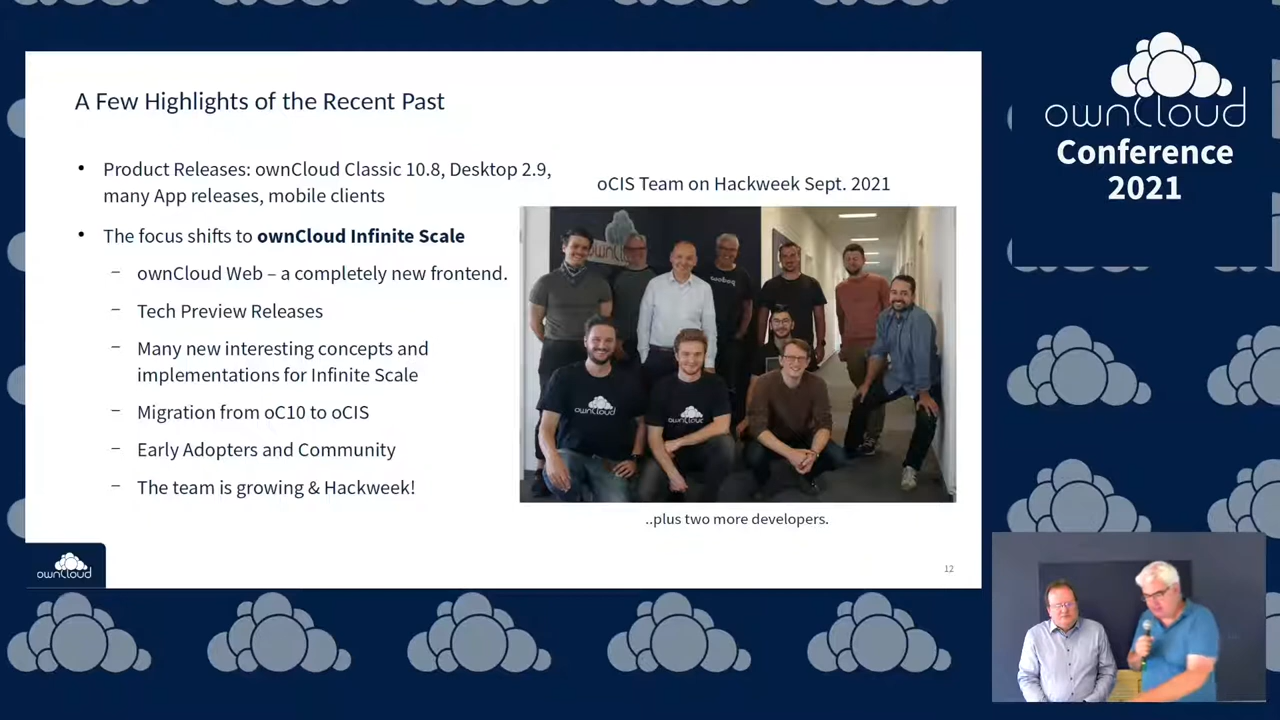 A Few Highlights of the Recent Past
• Product Releases: ownCloud Classic 10.8, Desktop 2.9,
many App releases, mobile clients
• The focus shifts to ownCloud Infinite Scale
– ownCloud Web – a completely new frontend.
– Tech Preview Releases
– Many new interesting concepts and
implementations for Infinite Scale
– Migration from oC10 to oCIS
– Early Adopters and Community
– The team is growing & Hackweek!
oCIS Team on Hackweek Sept. 2021
ownCloud
ownCloud
..plus two more developers.
12
ownCloud
ownCloud
Conference
2021